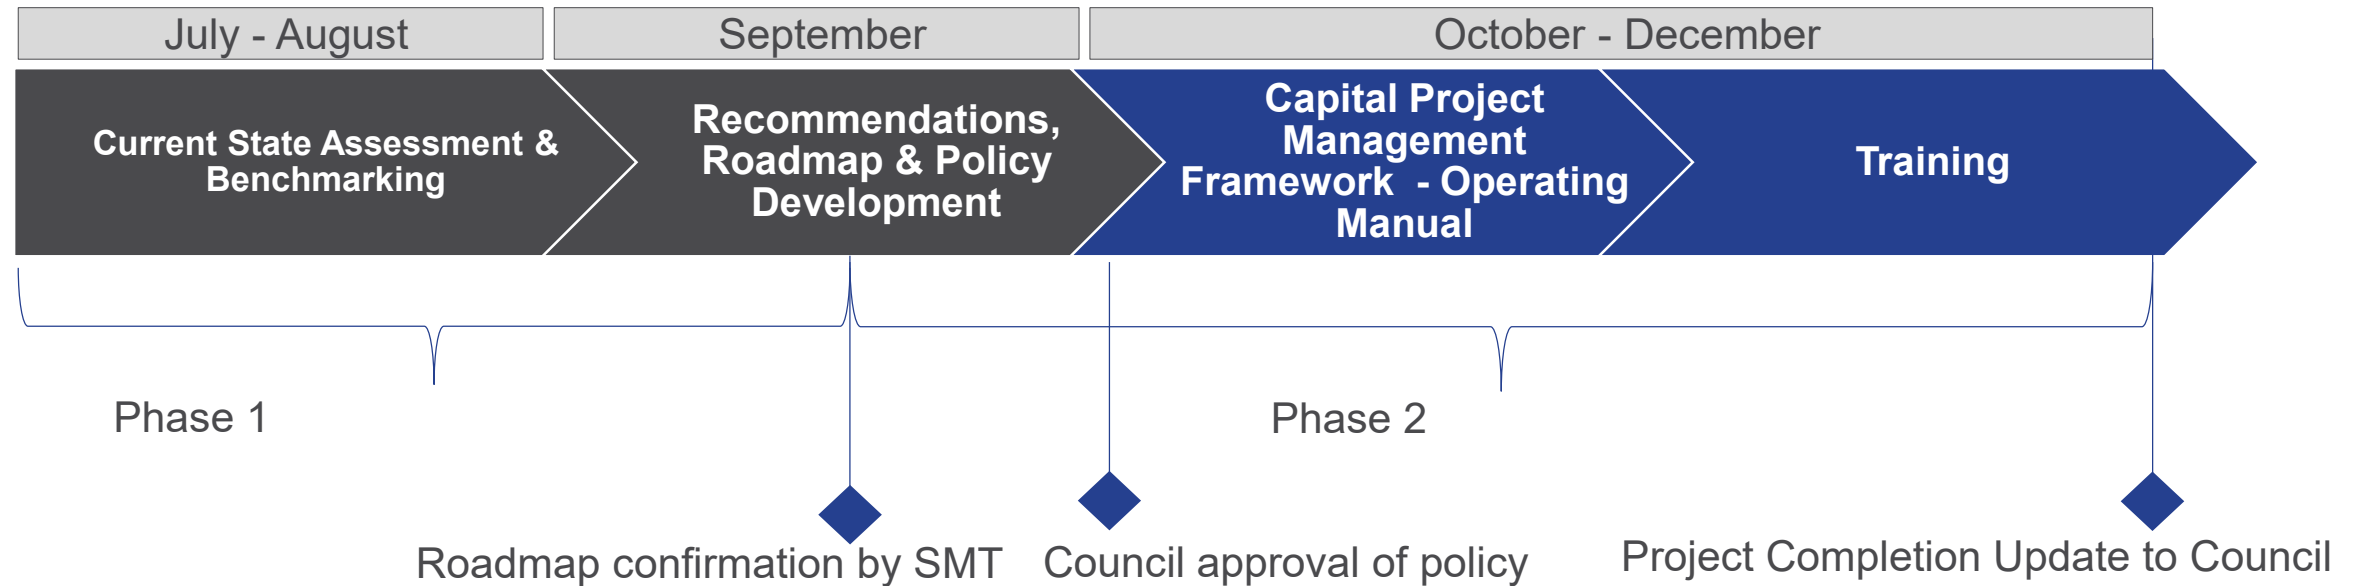 July - August
September
October - December
Current State Assessment &
Benchmarking
Recommendations,
Roadmap & Policy
Development
Capital Project
Management
Framework  - Operating
Manual
Training
Phase 1
Phase 2
Roadmap confirmation by SMT
Council approval of policy
Project Completion Update to Council